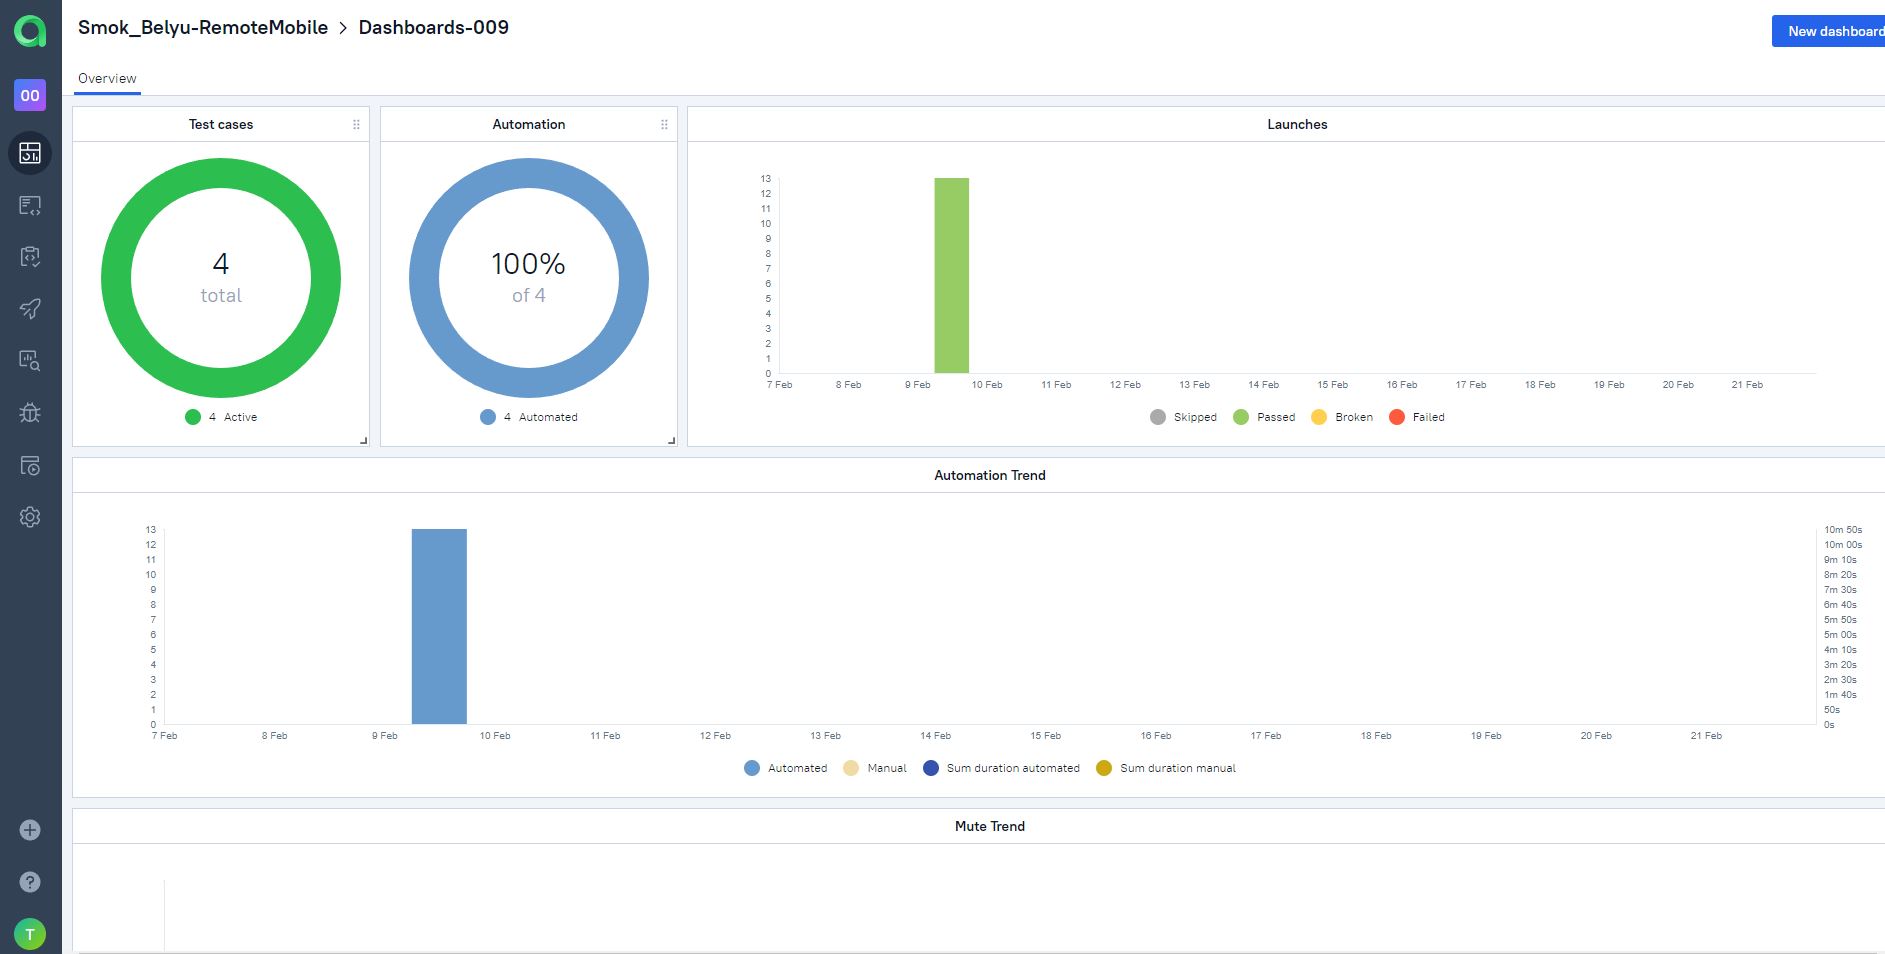 Smok_Belyu-RemoteMobile > Dashboards-009
New dashboard
OO
Overview
Test cases
4
total
4 Active
Automation
100%
of 4
4 Automated
Launches
13
12
11
10
9
8
7
6
5
4
3
2
1
0
7 Feb 8 Feb 9 Feb 10 Feb 11 Feb 12 Feb 13 Feb 14 Feb 15 Feb 16 Feb 17 Feb 18 Feb 19 Feb 20 Feb 21 Feb
Skipped Passed Broken Failed
Automation Trend
13 10m 50s
12 10m 00s
11 9m 10s
10 8m 20s
9 7m 30s
8 6m 40s
7 5m 50s
6 5m 00s
5 4m 10s
4 3m 20s
3 2m 30s
2 1m 40s
1 50s
0 0s
7 Feb 8 Feb 9 Feb 10 Feb 11 Feb 12 Feb 13 Feb 14 Feb 15 Feb 16 Feb 17 Feb 18 Feb 19 Feb 20 Feb 21 Feb
Automated Manual Sum duration automated Sum duration manual
Mute Trend
T